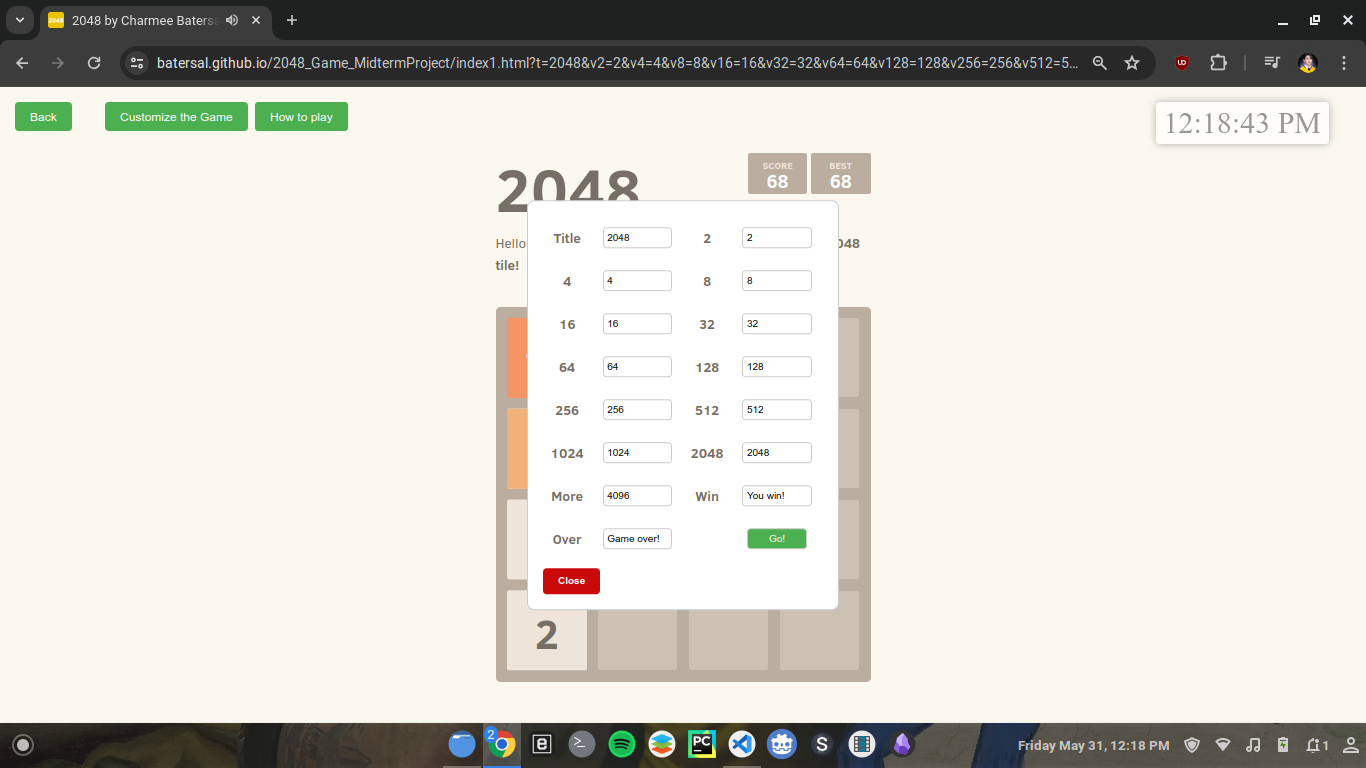 2048 by Charmee Batersa
batersal.github.io/2048_Game_MidtermProject/index1.html?t=2048&v2=2&v4=4&v8=8&v16=16&v32=32&v64=64&v128=128&v256=256&v512=5...
Back
Customize the Game
How to play
12:18:43 PM
2048
SCORE
68
BEST
68
Hello
048
tile!
Title 2048 2 2
4 4 8 8
16 16 32 32
64 64 128 128
256 256 512 512
1024 1024 2048 2048
More 4096 Win You win!
Over Game over! Go!
Close
2
2
PC
S
Friday May 31, 12:18 PM
1